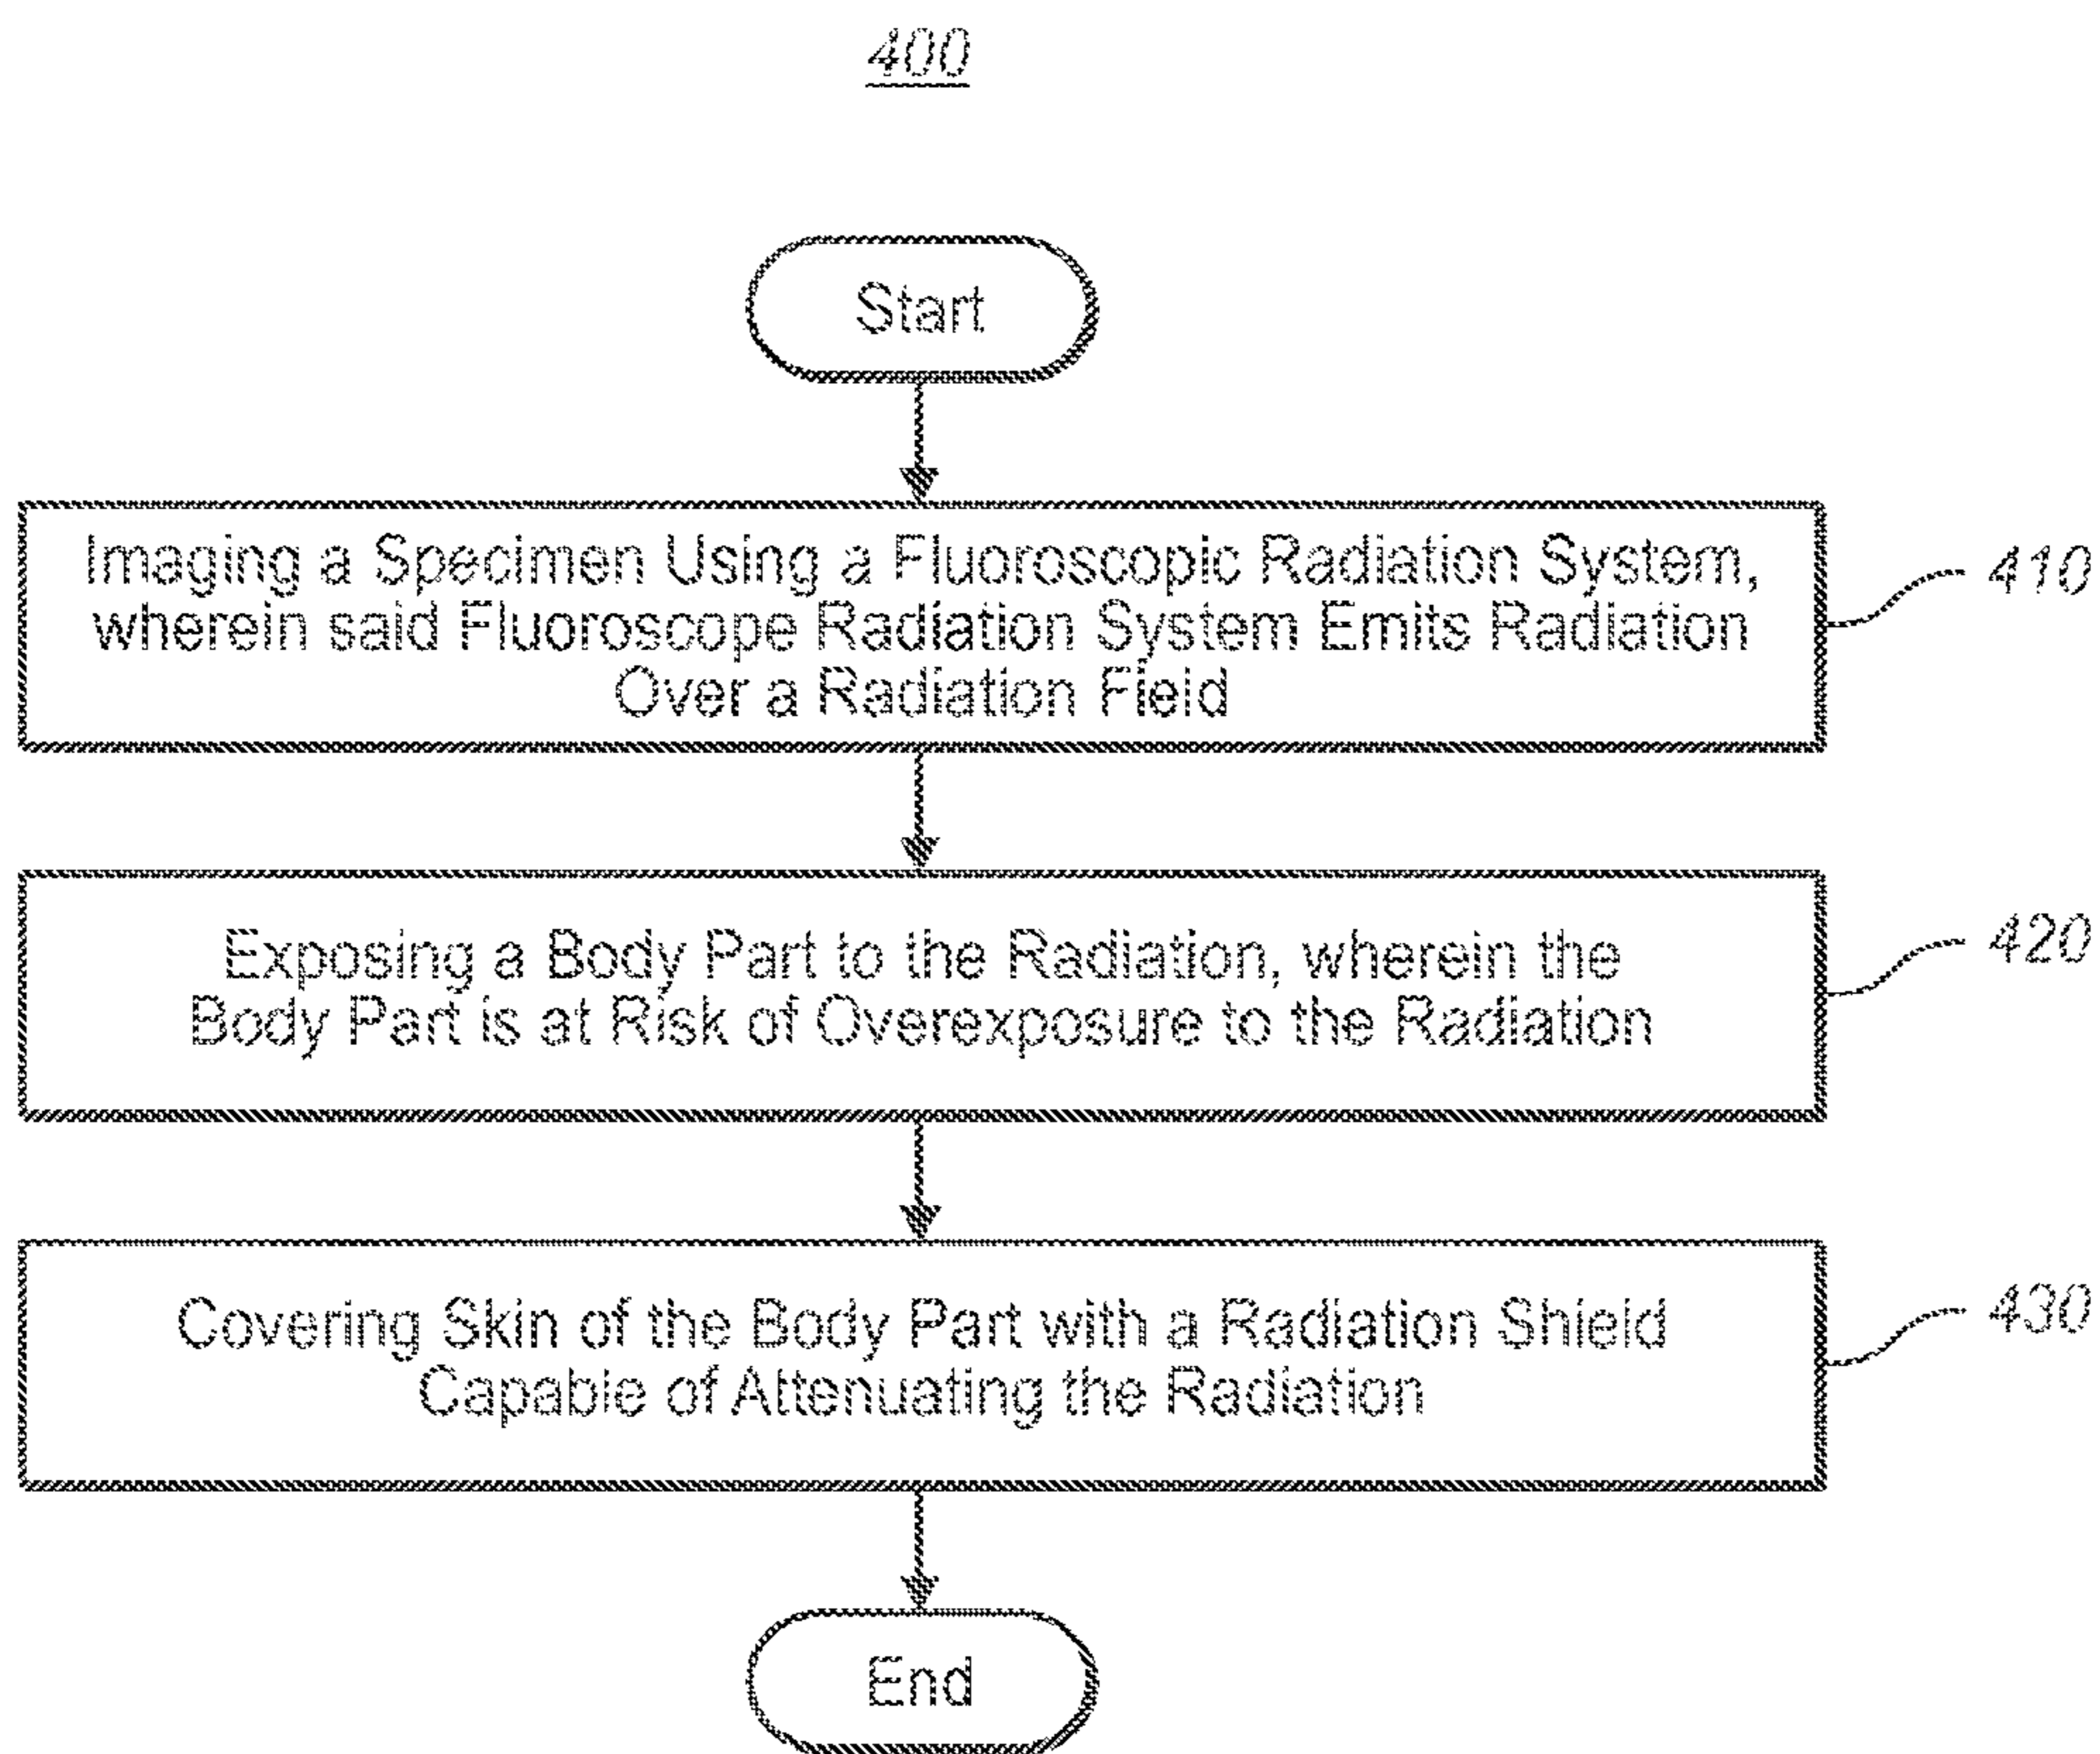 400
Start
Imaging a Specimen Using a Fluoroscopic Radiation System,
wherein said Fluoroscope Radiation System Emits Radiation
Over a Radiation Field
410
Exposing a Body Part to the Radiation, wherein the
Body Part is at Risk of Overexposure to the Radiation
420
Covering Skin of the Body Part with a Radiation Shield
Capable of Attenuating the Radiation
430
End